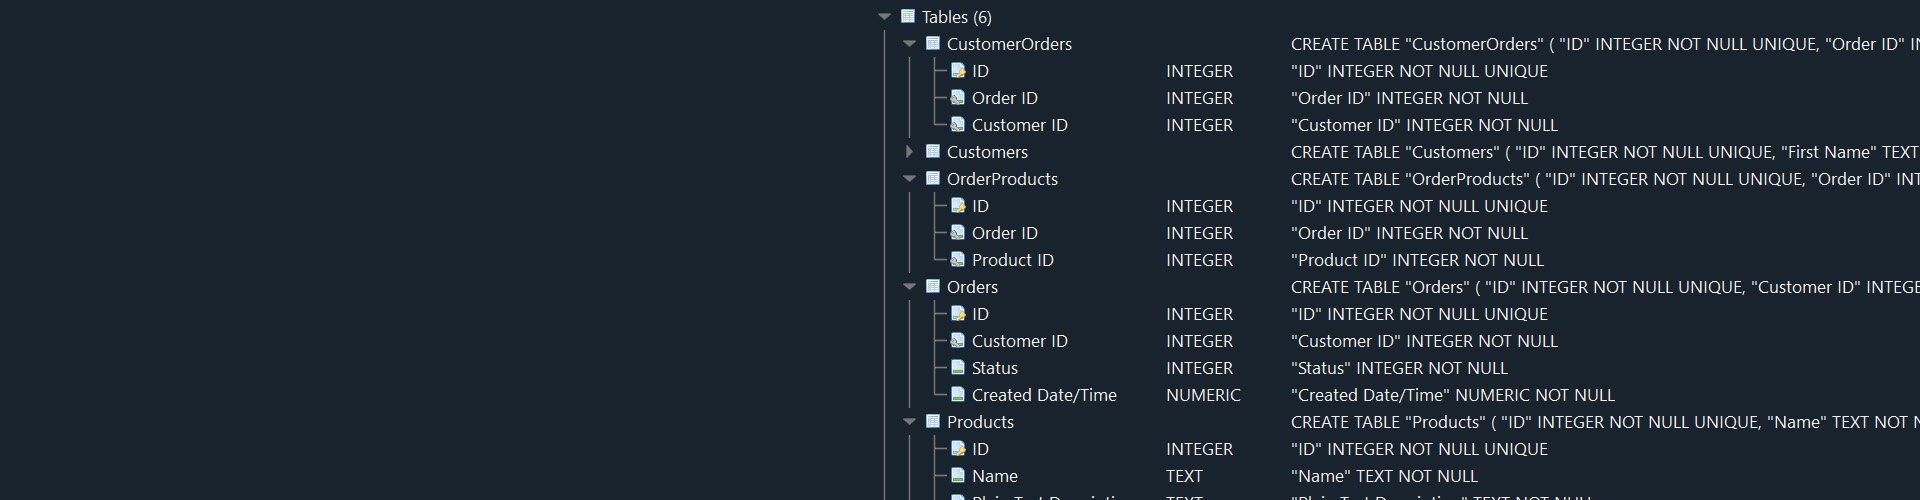 Tables (6)
CustomerOrders CREATE TABLE "CustomerOrders" ( "ID" INTEGER NOT NULL UNIQUE, "Order ID" IN
ID INTEGER "ID" INTEGER NOT NULL UNIQUE
Order ID INTEGER "Order ID" INTEGER NOT NULL
Customer ID INTEGER "Customer ID" INTEGER NOT NULL
Customers CREATE TABLE "Customers" ( "ID" INTEGER NOT NULL UNIQUE, "First Name" TEXT
OrderProducts CREATE TABLE "OrderProducts" ( "ID" INTEGER NOT NULL UNIQUE, "Order ID" INT
ID INTEGER "ID" INTEGER NOT NULL UNIQUE
Order ID INTEGER "Order ID" INTEGER NOT NULL
Product ID INTEGER "Product ID" INTEGER NOT NULL
Orders CREATE TABLE "Orders" ( "ID" INTEGER NOT NULL UNIQUE, "Customer ID" INTEGE
ID INTEGER "ID" INTEGER NOT NULL UNIQUE
Customer ID INTEGER "Customer ID" INTEGER NOT NULL
Status INTEGER "Status" INTEGER NOT NULL
Created Date/Time NUMERIC "Created Date/Time" NUMERIC NOT NULL
Products CREATE TABLE "Products" ( "ID" INTEGER NOT NULL UNIQUE, "Name" TEXT NOT N
ID INTEGER "ID" INTEGER NOT NULL UNIQUE
Name TEXT "Name" TEXT NOT NULL